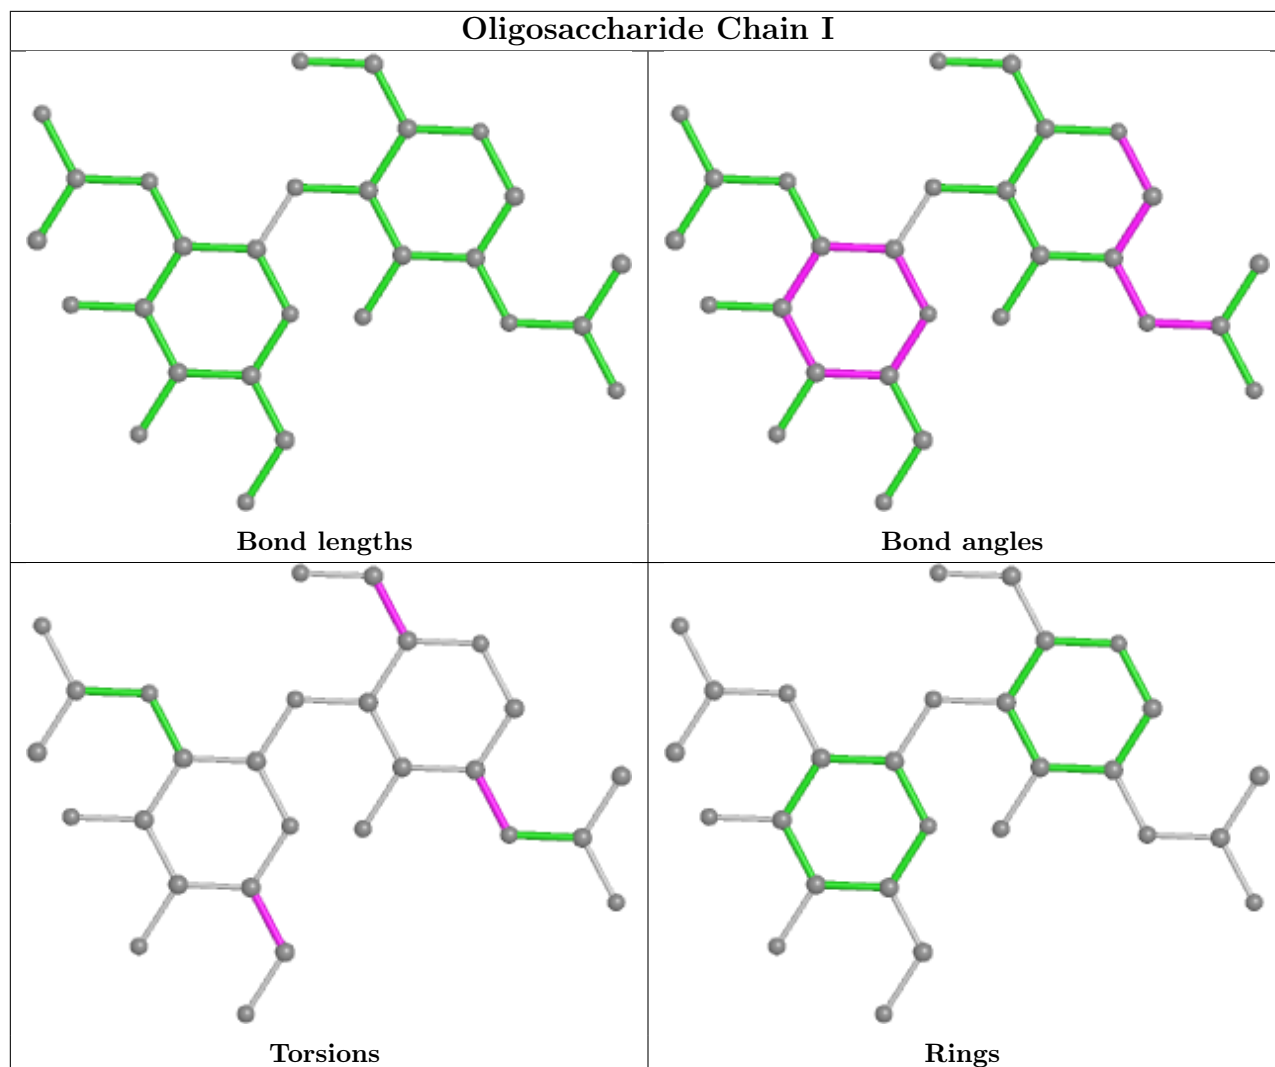 Oligosaccharide Chain I
Bond lengths
Bond angles
Torsions
Rings